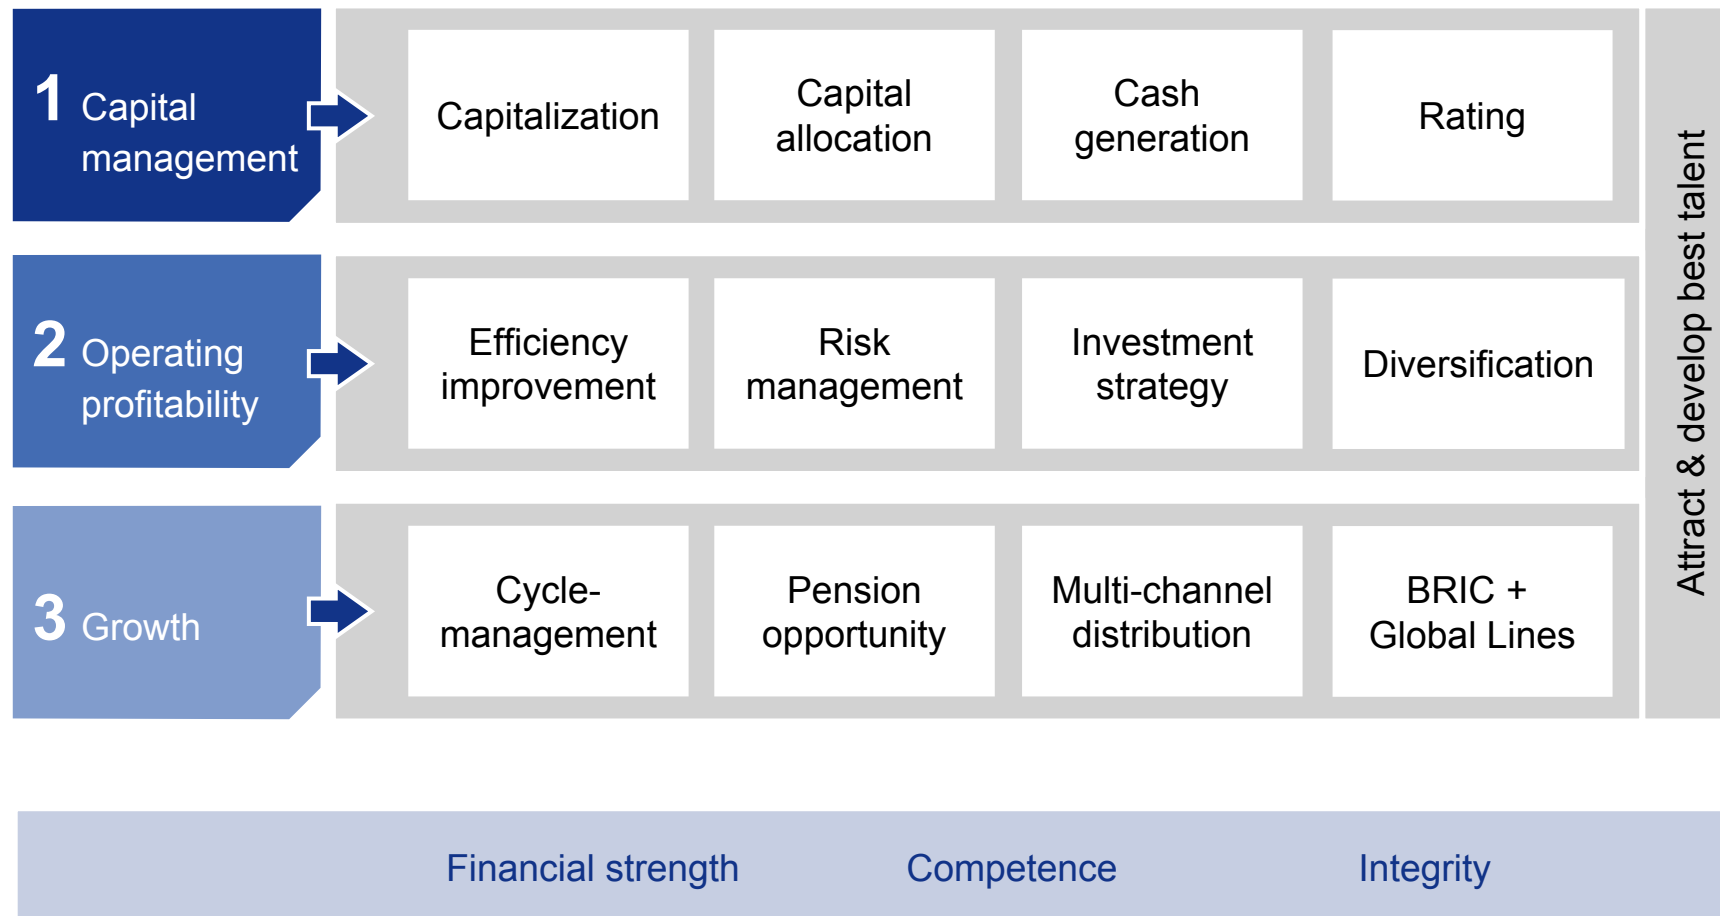 1 Capital
management
Capitalization
Capital
allocation
Cash
generation
Rating
2 Operating
profitability
Efficiency
improvement
Risk
management
Investment
strategy
Diversification
3 Growth
Cycle-
management
Pension
opportunity
Multi-channel
distribution
BRIC +
Global Lines
Attract & develop best talent
Financial strength
Competence
Integrity